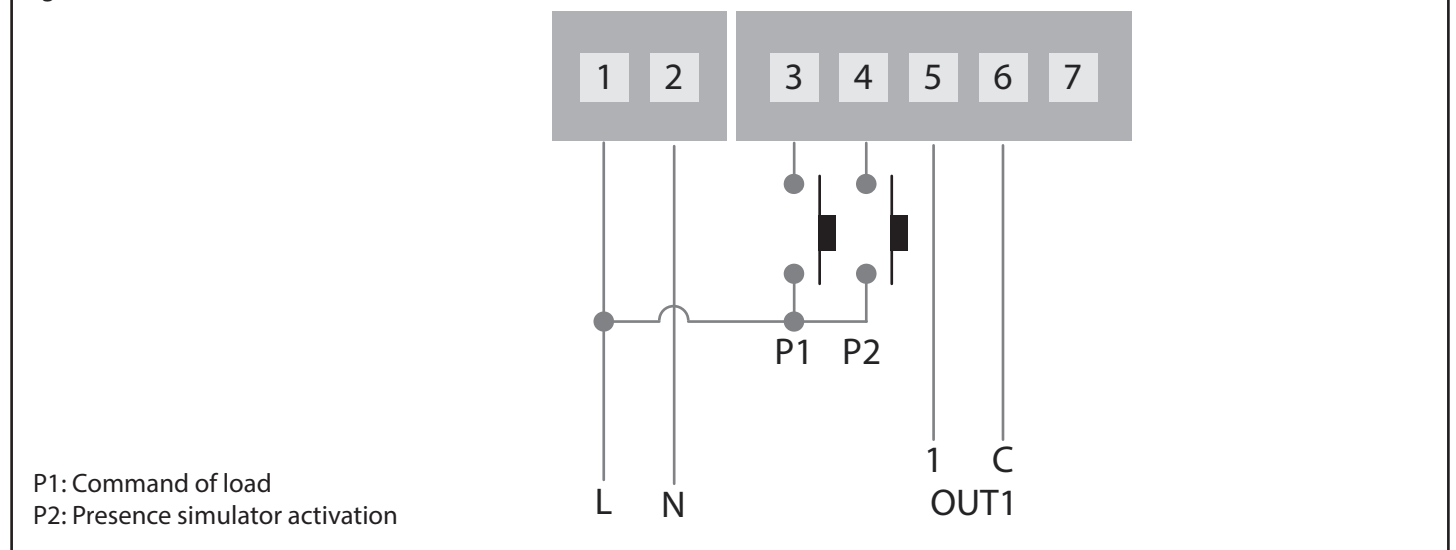 1 2 3 4 5 6 7
P1 P2
1 C
L N OUT1
P1: Command of load
P2: Presence simulator activation